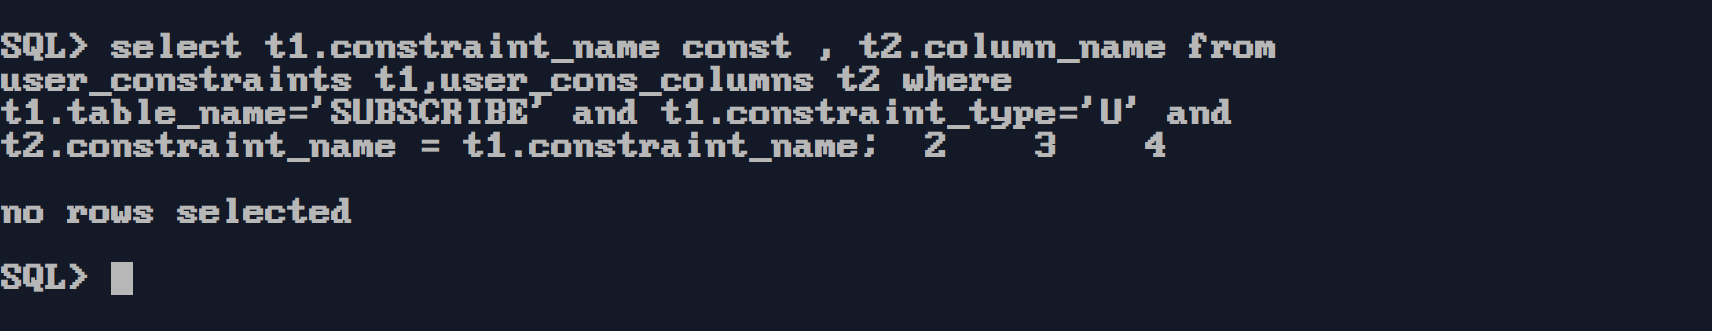 SQL> select t1.constraint_name const , t2.column_name from
user_constraints t1,user_cons_columns t2 where
t1.table_name='SUBSCRIBE' and t1.constraint_type='U' and
t2.constraint_name = t1.constraint_name;  2    3    4
no rows selected
SQL>